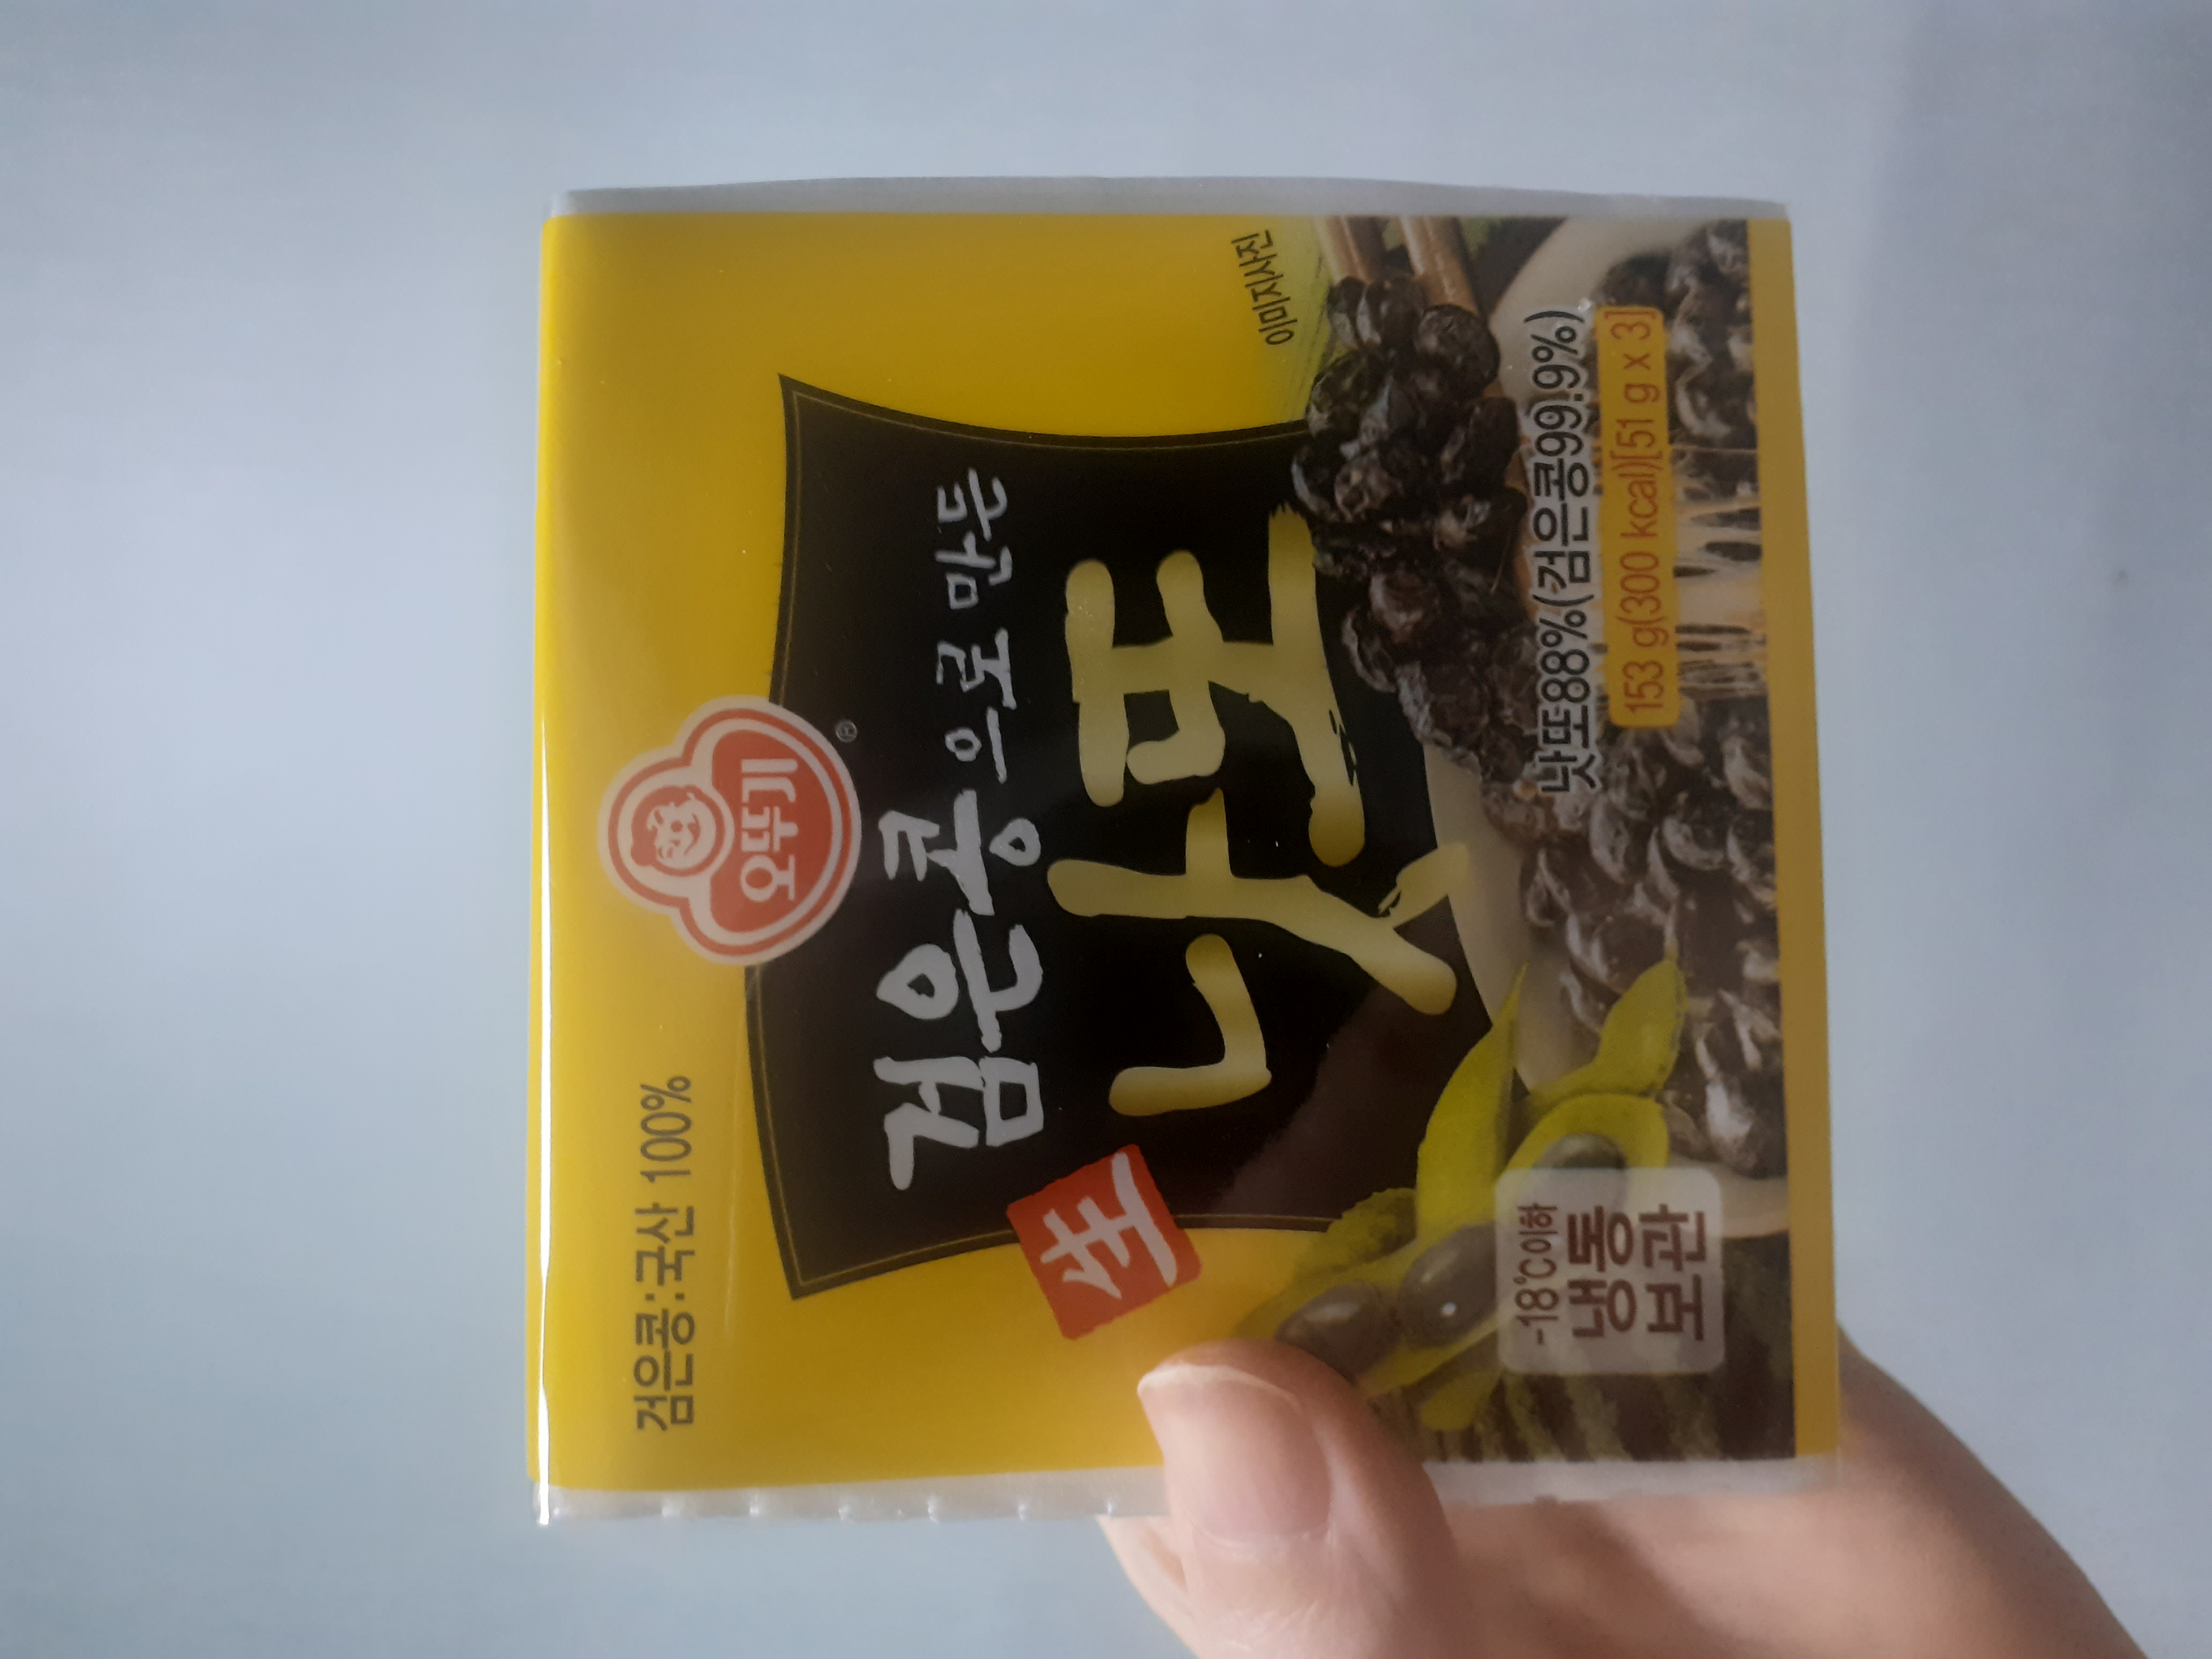 검은콩:국산 100%
오뚜기
®
검은콩으로 만든
生 낫또
이미지사진
낫또88%(검은콩99.9%)
153 g(300 kcal)[51 g x 3]
-18℃이하
냉동
보관